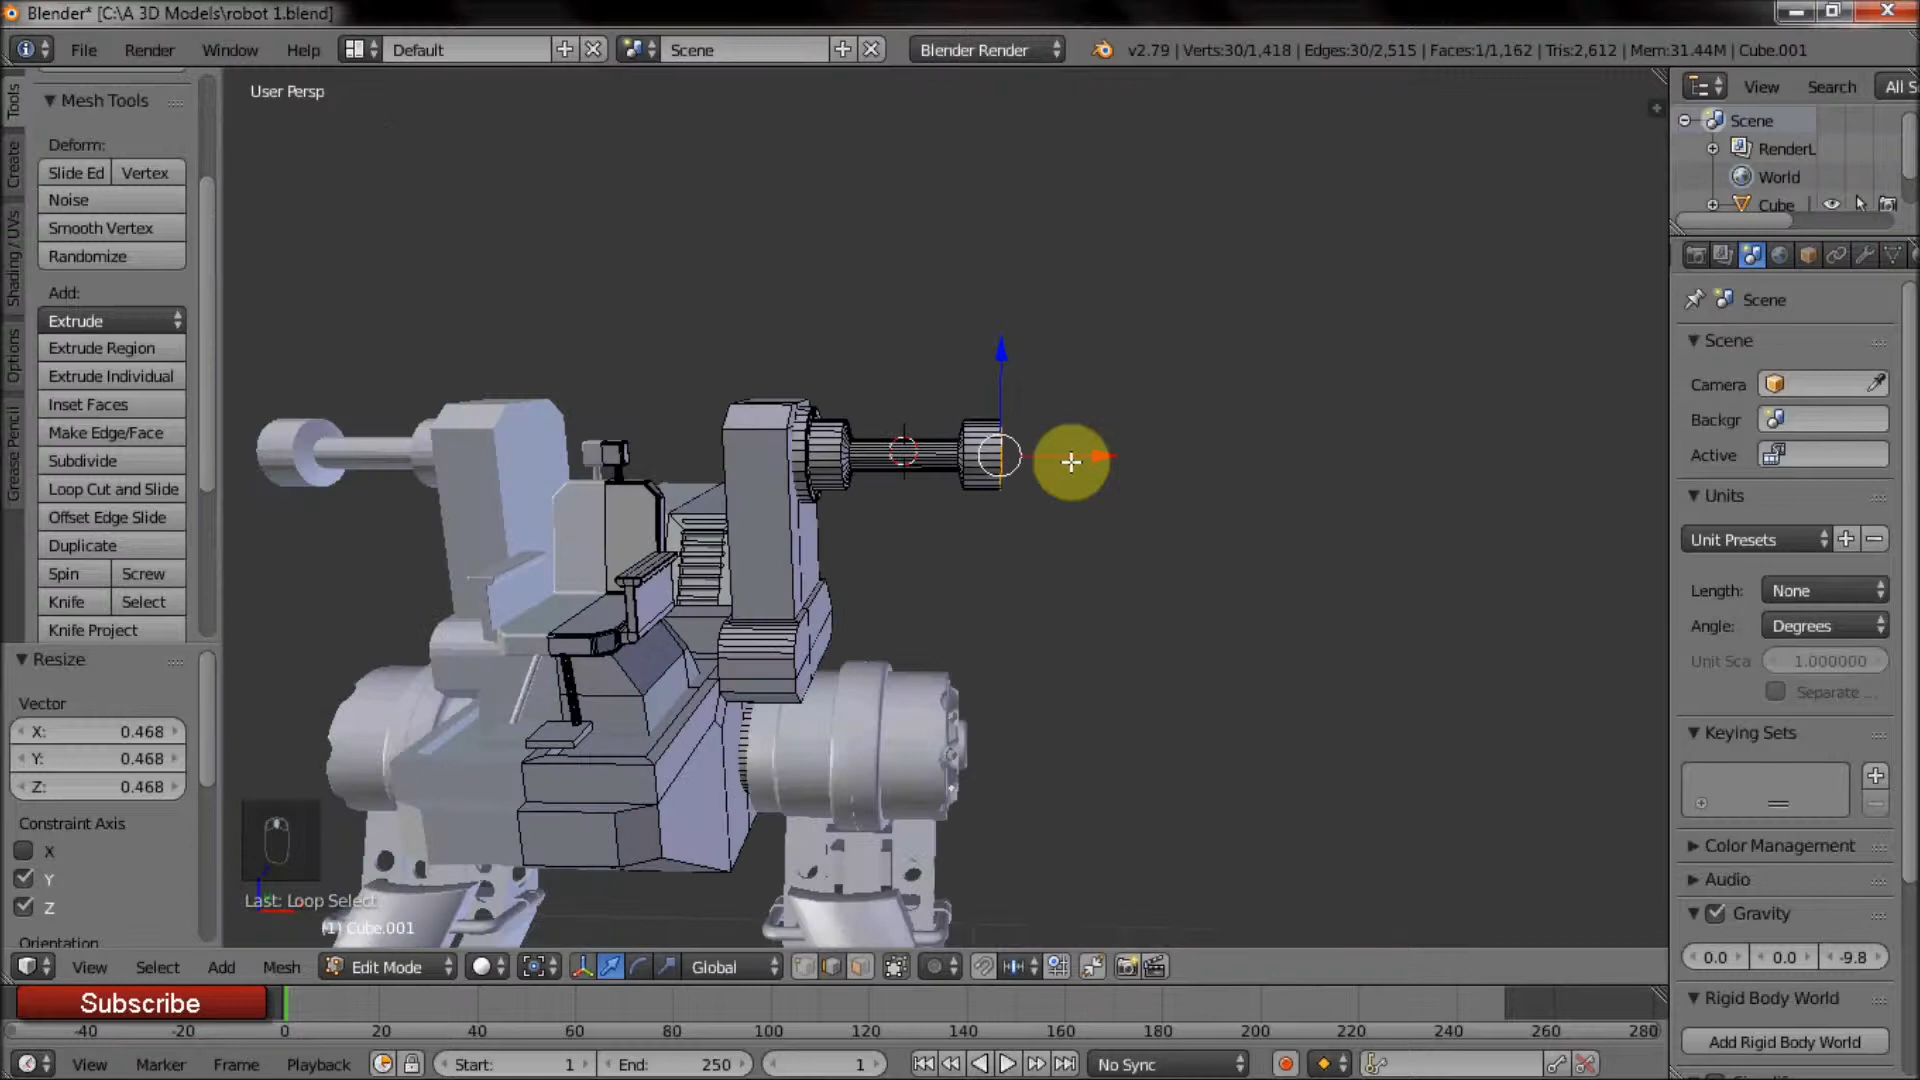 Blender* [C:\A 3D Models\robot 1.blend]
File Render Window Help Default Scene Blender Render v2.79 | Verts:30/1,418 | Edges:30/2,515 | Faces:1/1,162 | Tris:2,612 | Mem:31.44M | Cube.001
Tools
Create
Shading / UVs
Options
Grease Pencil
Mesh Tools
Deform:
Slide Ed Vertex
Noise
Smooth Vertex
Randomize
Add:
Extrude
Extrude Region
Extrude Individual
Inset Faces
Make Edge/Face
Subdivide
Loop Cut and Slide
Offset Edge Slide
Duplicate
Spin Screw
Knife Select
Knife Project
Resize
Vector
X: 0.468
Y: 0.468
Z: 0.468
Constraint Axis
X
Y
Z
Orientation
User Persp
Last: Loop Select
(1) Cube.001
View Select Add Mesh Edit Mode Global
Subscribe
-40 -20 0 20 40 60 80 100 120 140 160 180 200 220 240 260 280
View Marker Frame Playback Start: 1 End: 250 1 No Sync
View Search All S
Scene
RenderL
World
Cube
Scene
Scene
Camera
Backgr
Active
Units
Unit Presets
Length: None
Angle: Degrees
Unit Sca 1.000000
Separate ...
Keying Sets
Color Management
Audio
Gravity
0.0 0.0 -9.8
Rigid Body World
Add Rigid Body World